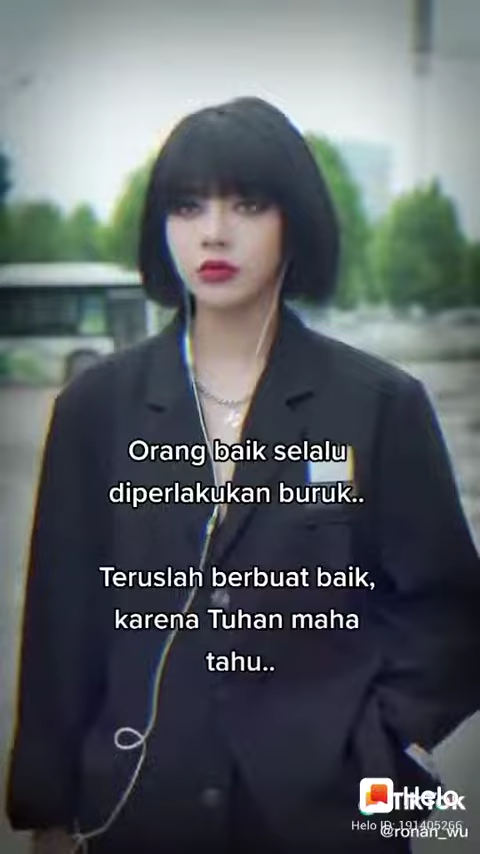 Orang baik selalu
diperlakukan buruk..
Teruslah berbuat baik,
karena Tuhan maha
tahu..
Helo
TikTok
Helo ID: 191405266
@ronan_wu